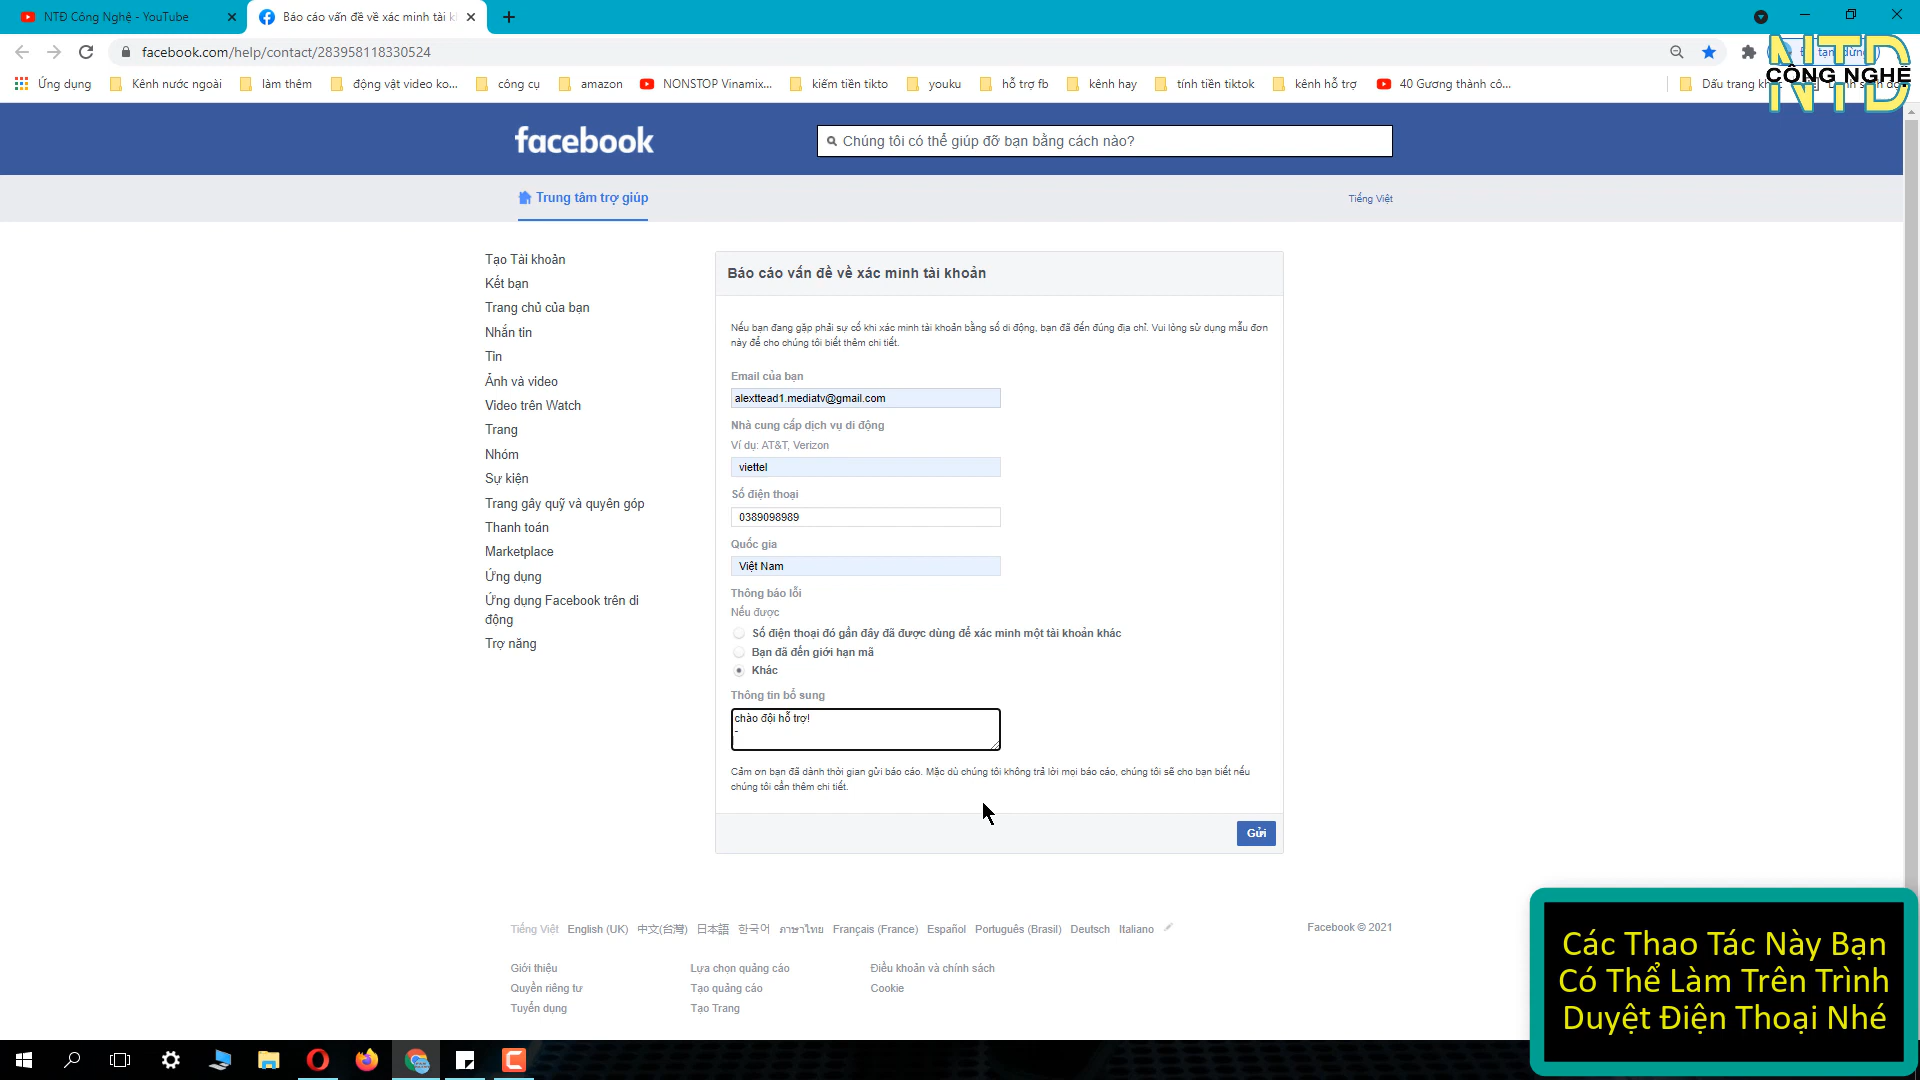 NTĐ Công Nghệ - YouTube
Báo cáo vấn đề về xác minh tài k
facebook.com/help/contact/283958118330524
NTD
CÔNG NGHỆ
Ứng dụng
Kênh nước ngoài
làm thêm
động vật video ko...
công cụ
amazon
NONSTOP Vinamix...
kiếm tiền tikto
youku
hỗ trợ fb
kênh hay
tính tiền tiktok
kênh hỗ trợ
40 Gương thành cô...
Dấu trang
facebook
Chúng tôi có thể giúp đỡ bạn bằng cách nào?
Trung tâm trợ giúp
Tiếng Việt
Tạo Tài khoản
Kết bạn
Trang chủ của bạn
Nhắn tin
Tin
Ảnh và video
Video trên Watch
Trang
Nhóm
Sự kiện
Trang gây quỹ và quyên góp
Thanh toán
Marketplace
Ứng dụng
Ứng dụng Facebook trên di
động
Trợ năng
Báo cáo vấn đề về xác minh tài khoản
Nếu bạn đang gặp phải sự cố khi xác minh tài khoản bằng số di động, bạn đã đến đúng địa chỉ. Vui lòng sử dụng mẫu đơn
này để cho chúng tôi biết thêm chi tiết.
Email của bạn
alexttead1.mediatv@gmail.com
Nhà cung cấp dịch vụ di động
Ví dụ: AT&T, Verizon
viettel
Số điện thoại
0389098989
Quốc gia
Việt Nam
Thông báo lỗi
Nếu được
Số điện thoại đó gần đây đã được dùng để xác minh một tài khoản khác
Bạn đã đến giới hạn mã
Khác
Thông tin bổ sung
chào đội hỗ trợ!
-
Cảm ơn bạn đã dành thời gian gửi báo cáo. Mặc dù chúng tôi không trả lời mọi báo cáo, chúng tôi sẽ cho bạn biết nếu
chúng tôi cần thêm chi tiết.
Gửi
Tiếng Việt English (UK) 中文(台灣) 日本語 한국어 ภาษาไทย Français (France) Español Português (Brasil) Deutsch Italiano
Facebook © 2021
Giới thiệu
Lựa chọn quảng cáo
Điều khoản và chính sách
Quyền riêng tư
Tạo quảng cáo
Cookie
Tuyển dụng
Tạo Trang
Các Thao Tác Này Bạn
Có Thể Làm Trên Trình
Duyệt Điện Thoại Nhé